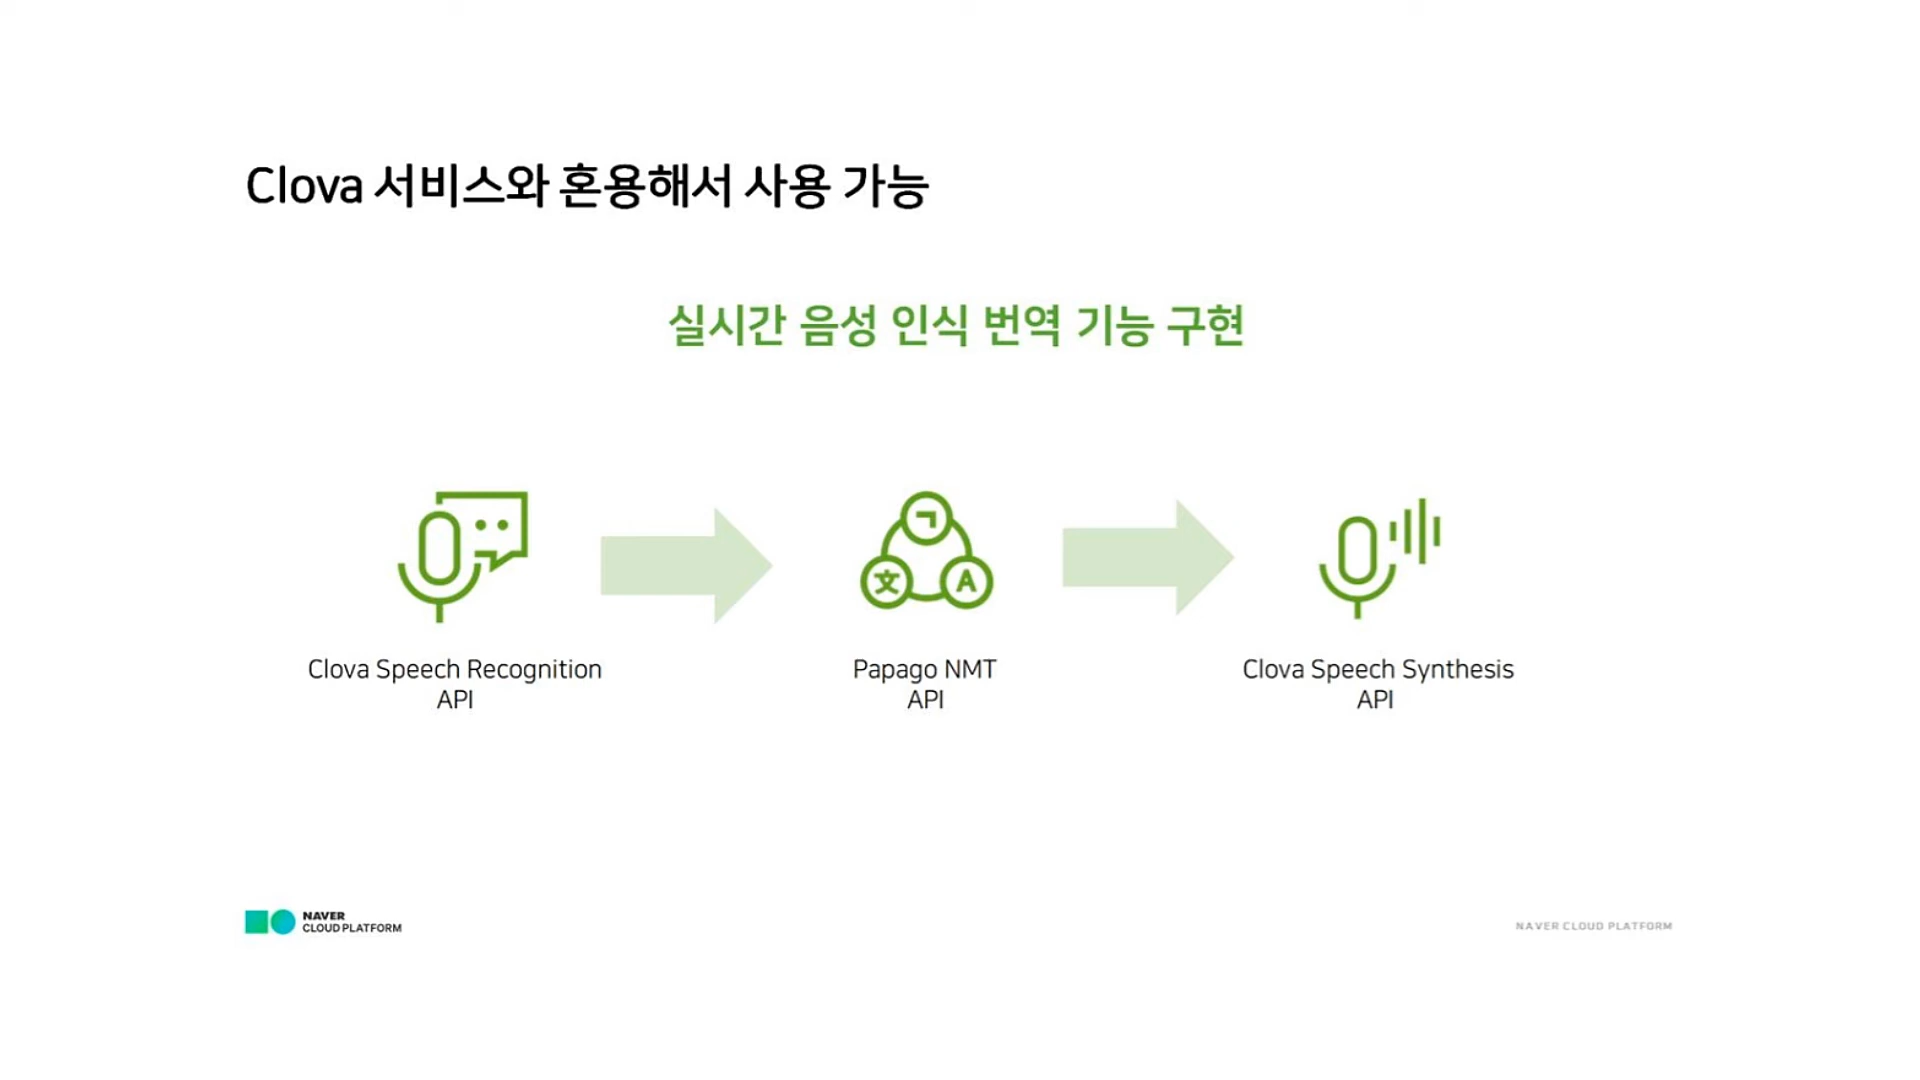 Clova 서비스와 혼용해서 사용 가능
실시간 음성 인식 번역 기능 구현
ㄱ
文
A
Clova Speech Recognition
API
Papago NMT
API
Clova Speech Synthesis
API
NAVER
CLOUD PLATFORM
NAVER CLOUD PLATFORM